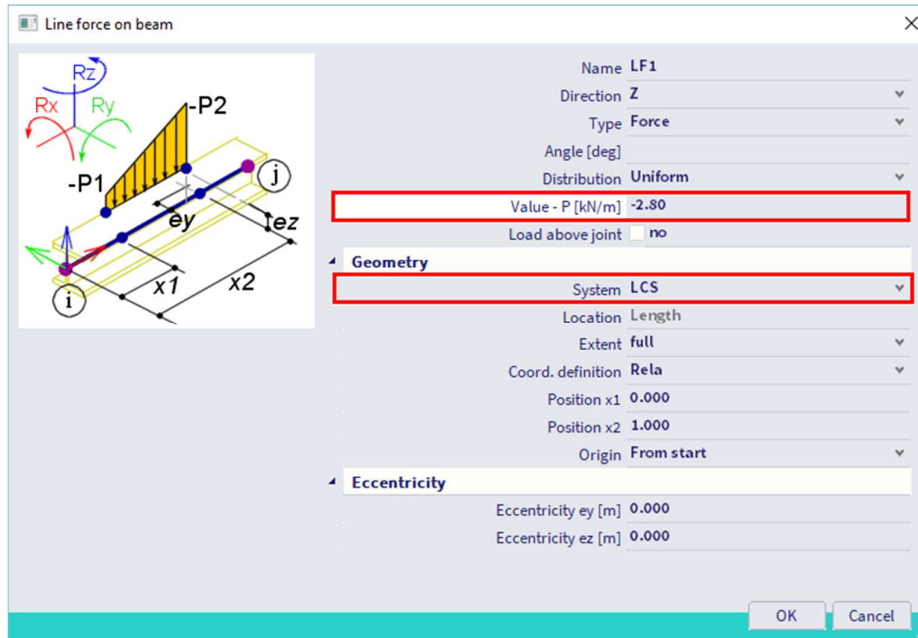 Line force on beam
Rz
Rx
Ry
-P2
-P1
j
ey
ez
x1
x2
i
Name LF1
Direction Z
Type Force
Angle [deg]
Distribution Uniform
Value - P [kN/m] -2.80
Load above joint no
Geometry
System LCS
Location Length
Extent full
Coord. definition Rela
Position x1 0.000
Position x2 1.000
Origin From start
Eccentricity
Eccentricity ey [m] 0.000
Eccentricity ez [m] 0.000
OK Cancel